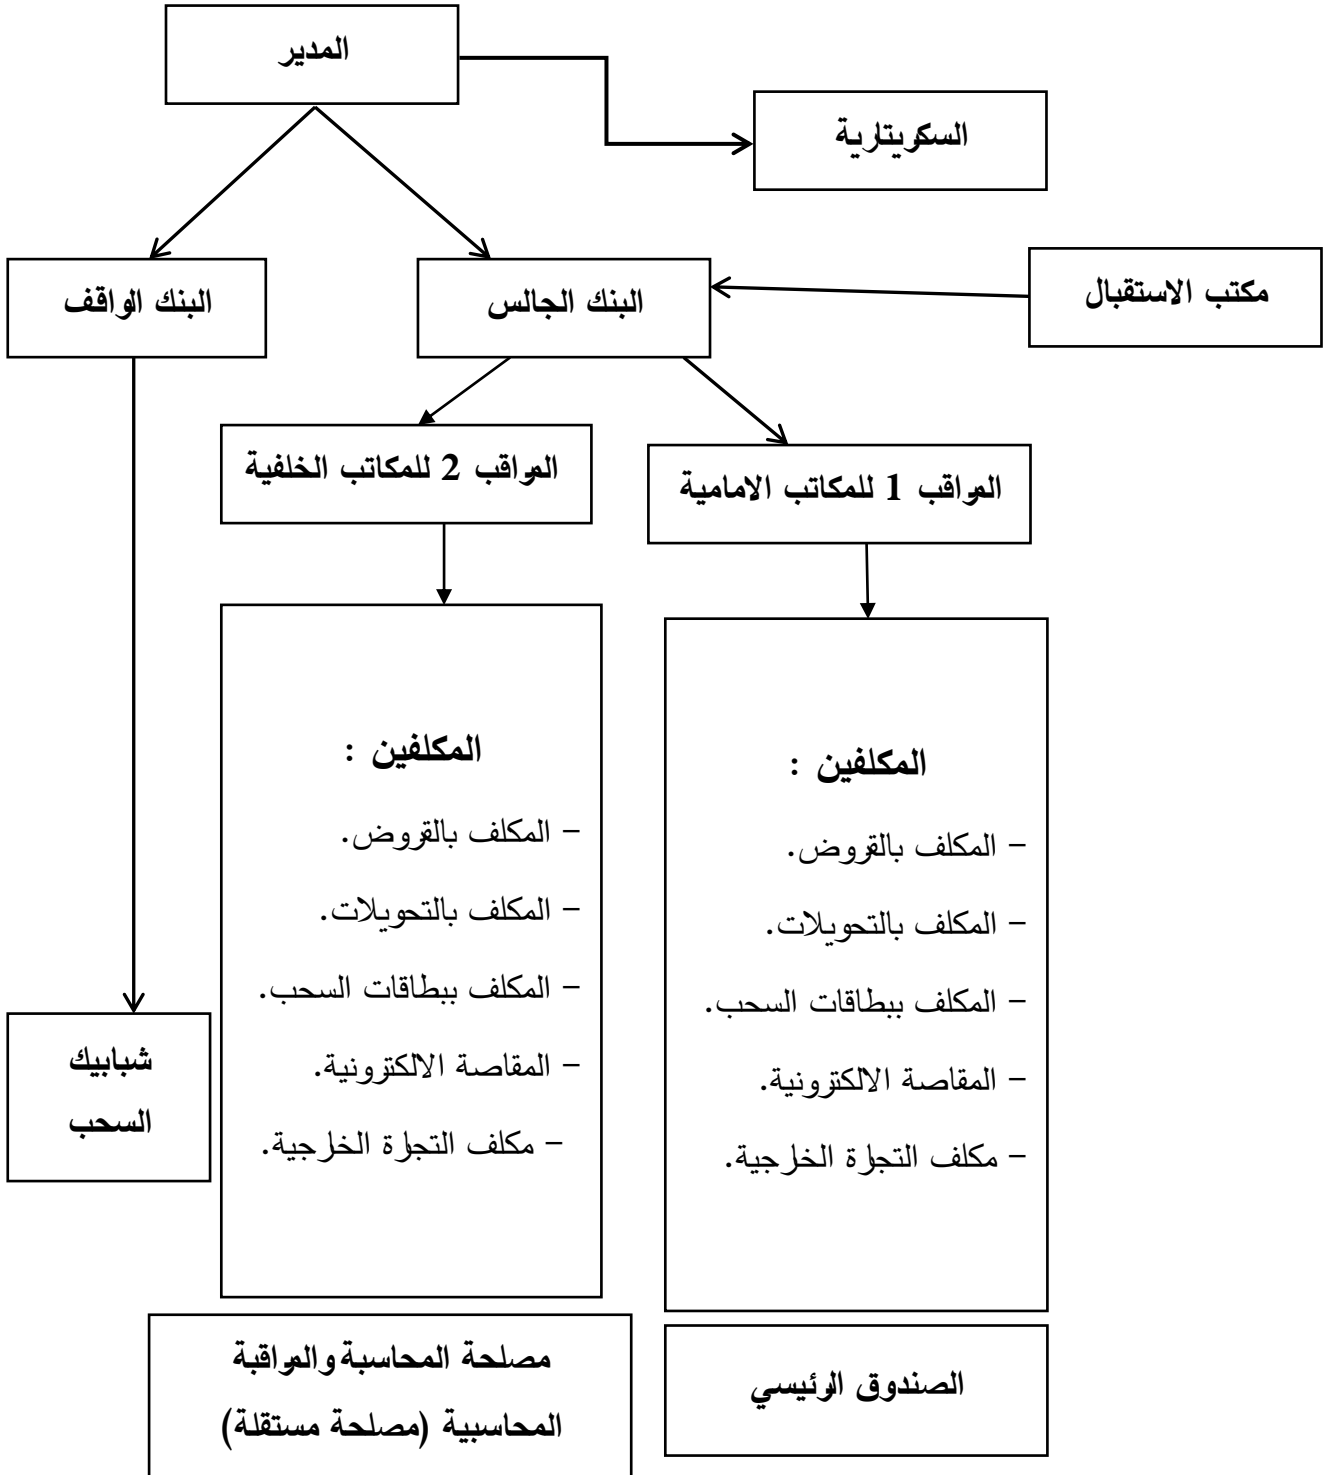 المدير
السكريتارية
مكتب الاستقبال
البنك الجالس
البنك الواقف
المراقب 1 للمكاتب الامامية
المراقب 2 للمكاتب الخلفية
المكلفين :
– المكلف بالقروض.
– المكلف بالتحويلات.
– المكلف ببطاقات السحب.
– المقاصة الالكترونية.
– مكلف التجارة الخارجية.
المكلفين :
– المكلف بالقروض.
– المكلف بالتحويلات.
– المكلف ببطاقات السحب.
– المقاصة الالكترونية.
– مكلف التجارة الخارجية.
شبابيك
السحب
الصندوق الرئيسي
مصلحة المحاسبة والمراقبة
المحاسبية (مصلحة مستقلة)